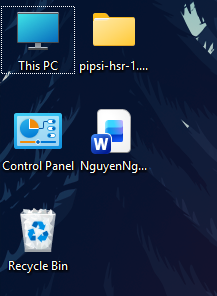 This PC
pipsi-hsr-1....
Control Panel
NguyenNg...
W
Recycle Bin